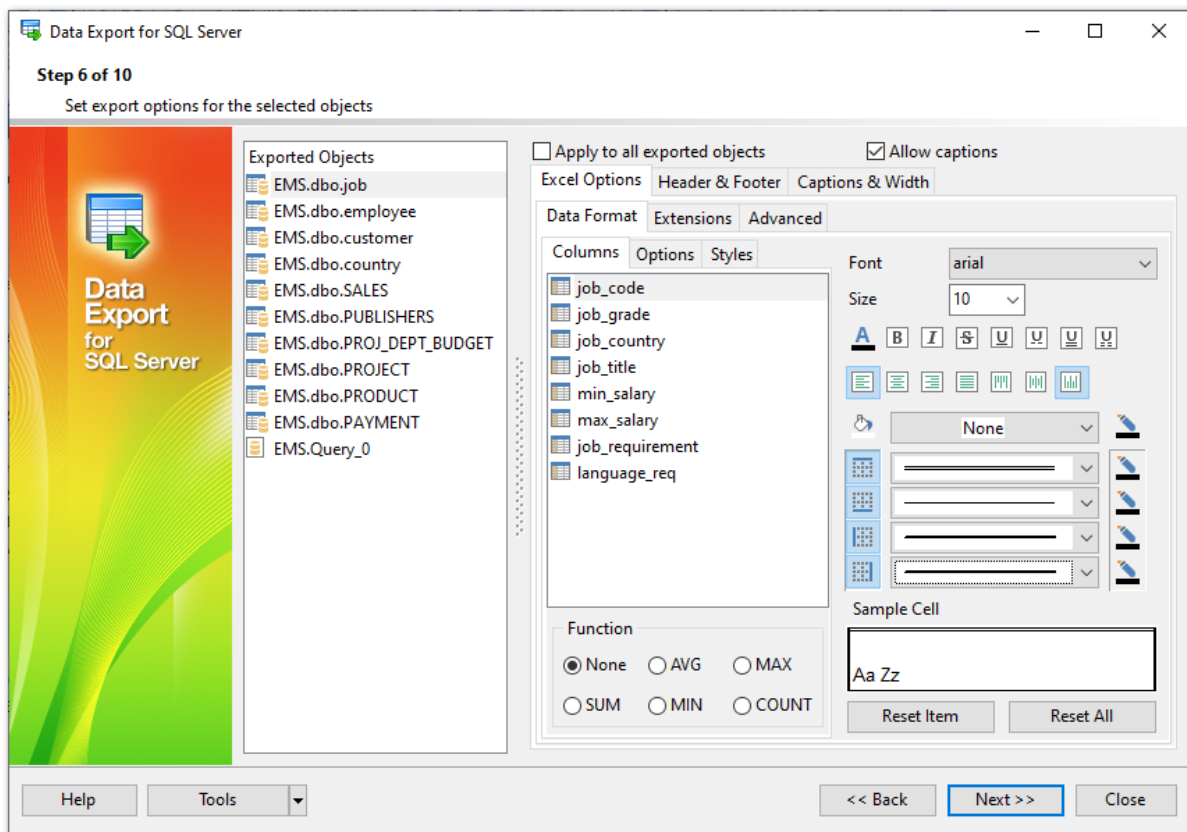 Data Export for SQL Server
Step 6 of 10
Set export options for the selected objects
Data
Export
for
SQL Server
Exported Objects
EMS.dbo.job
EMS.dbo.employee
EMS.dbo.customer
EMS.dbo.country
EMS.dbo.SALES
EMS.dbo.PUBLISHERS
EMS.dbo.PROJ_DEPT_BUDGET
EMS.dbo.PROJECT
EMS.dbo.PRODUCT
EMS.dbo.PAYMENT
EMS.Query_0
Apply to all exported objects Allow captions
Excel Options Header & Footer Captions & Width
Data Format Extensions Advanced
Columns Options Styles
job_code
job_grade
job_country
job_title
min_salary
max_salary
job_requirement
language_req
Function
None AVG MAX
SUM MIN COUNT
Font arial
Size 10
A B I S U U U U
None
Sample Cell
Aa Zz
Reset Item Reset All
Help Tools << Back Next >> Close